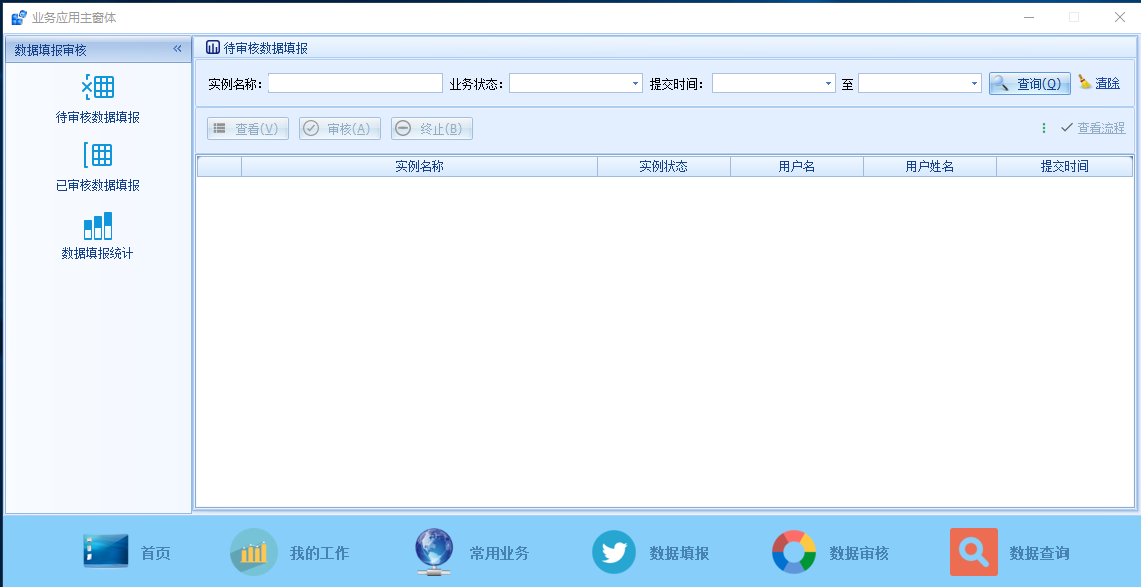 业务应用主窗体
数据填报审核
待审核数据填报
已审核数据填报
数据填报统计
待审核数据填报
实例名称： 业务状态： 提交时间： 至 查询(Q) 清除
查看(V) 审核(A) 终止(B) 查看流程
实例名称 实例状态 用户名 用户姓名 提交时间
首页 我的工作 常用业务 数据填报 数据审核 数据查询